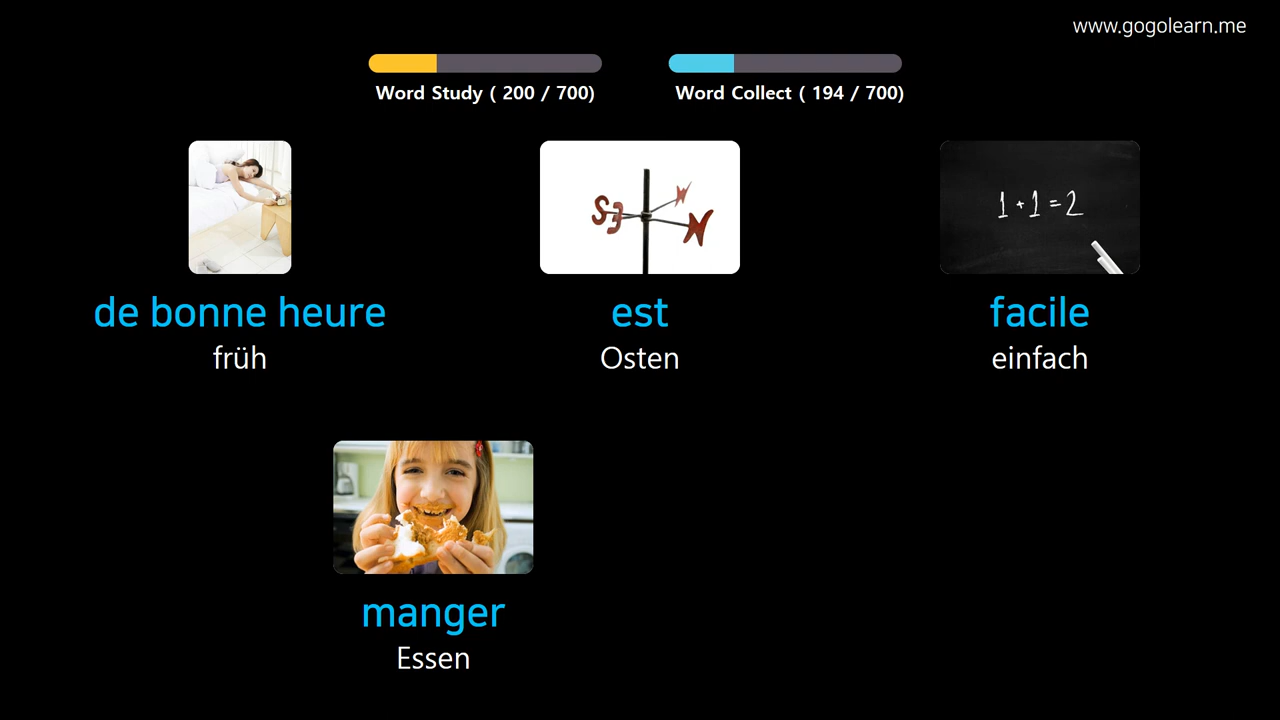 www.gogolearn.me
Word Study ( 200 / 700)
Word Collect ( 194 / 700)
S E N
1 + 1 = 2
de bonne heure
est
facile
früh
Osten
einfach
manger
Essen